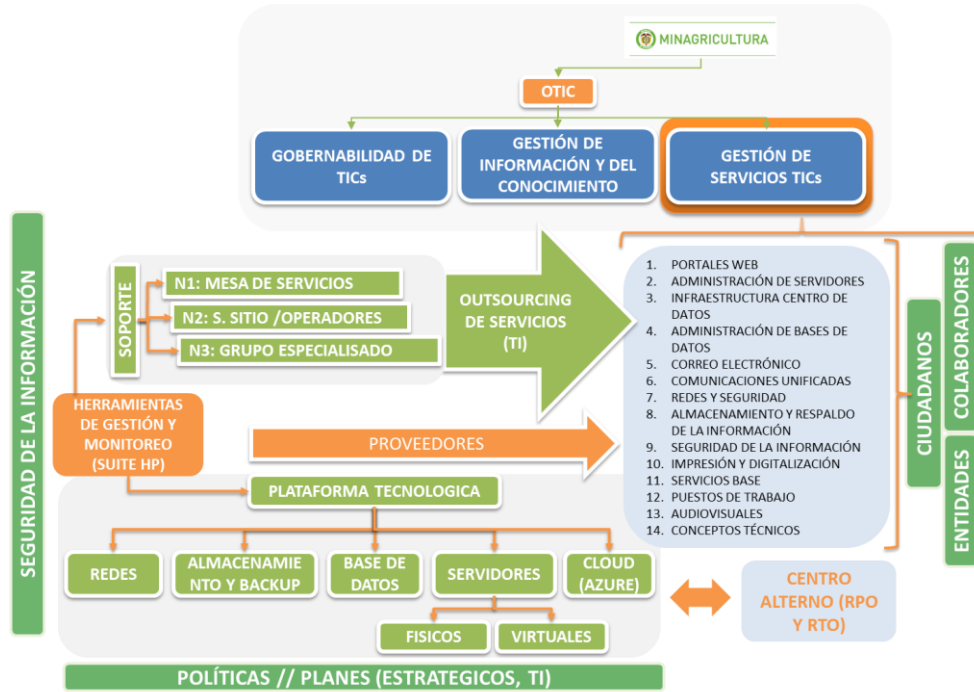 MINAGRICULTURA
OTIC
GOBERNABILIDAD DE
TICs
GESTIÓN DE
INFORMACIÓN Y DEL
CONOCIMIENTO
GESTIÓN DE
SERVICIOS TICs
SEGURIDAD DE LA INFORMACIÓN
SOPORTE
N1: MESA DE SERVICIOS
N2: S. SITIO /OPERADORES
N3: GRUPO ESPECIALISADO
OUTSOURCING
DE SERVICIOS
(TI)
1. PORTALES WEB
2. ADMINISTRACIÓN DE SERVIDORES
3. INFRAESTRUCTURA CENTRO DE
DATOS
4. ADMINISTRACIÓN DE BASES DE
DATOS
5. CORREO ELECTRÓNICO
6. COMUNICACIONES UNIFICADAS
7. REDES Y SEGURIDAD
8. ALMACENAMIENTO Y RESPALDO
DE LA INFORMACIÓN
9. SEGURIDAD DE LA INFORMACIÓN
10. IMPRESIÓN Y DIGITALIZACIÓN
11. SERVICIOS BASE
12. PUESTOS DE TRABAJO
13. AUDIOVISUALES
14. CONCEPTOS TÉCNICOS
CIUDADANOS
COLABORADORES
ENTIDADES
HERRAMIENTAS
DE GESTIÓN Y
MONITOREO
(SUITE HP)
PROVEEDORES
PLATAFORMA TECNOLOGICA
REDES
ALMACENAMIE
NTO Y BACKUP
BASE DE
DATOS
SERVIDORES
CLOUD
(AZURE)
FISICOS
VIRTUALES
CENTRO
ALTERNO (RPO
Y RTO)
POLÍTICAS // PLANES (ESTRATEGICOS, TI)